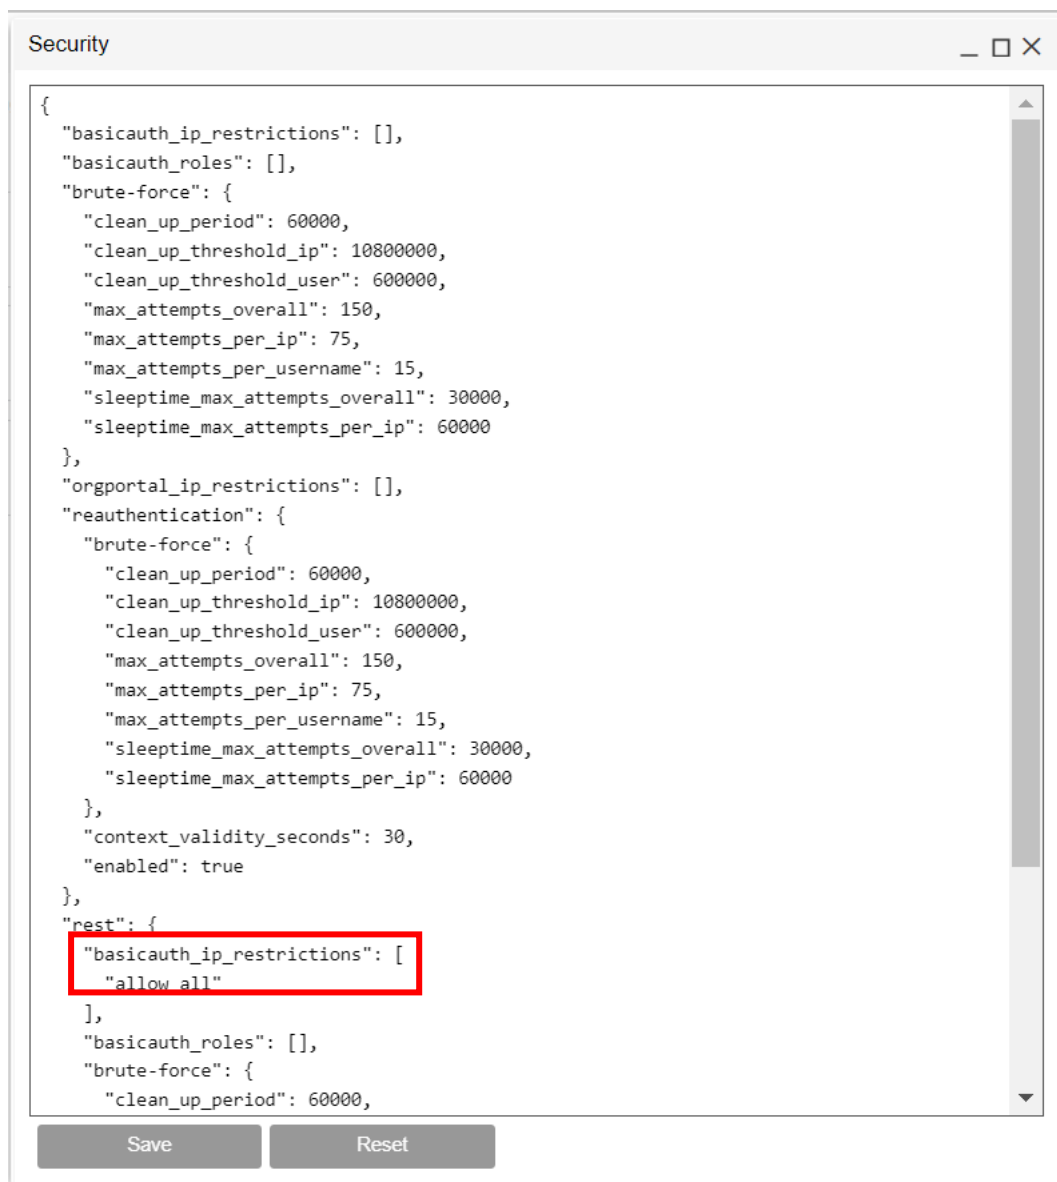 Security
{
  "basicauth_ip_restrictions": [],
  "basicauth_roles": [],
  "brute-force": {
    "clean_up_period": 60000,
    "clean_up_threshold_ip": 10800000,
    "clean_up_threshold_user": 600000,
    "max_attempts_overall": 150,
    "max_attempts_per_ip": 75,
    "max_attempts_per_username": 15,
    "sleeptime_max_attempts_overall": 30000,
    "sleeptime_max_attempts_per_ip": 60000
  },
  "orgportal_ip_restrictions": [],
  "reauthentication": {
    "brute-force": {
      "clean_up_period": 60000,
      "clean_up_threshold_ip": 10800000,
      "clean_up_threshold_user": 600000,
      "max_attempts_overall": 150,
      "max_attempts_per_ip": 75,
      "max_attempts_per_username": 15,
      "sleeptime_max_attempts_overall": 30000,
      "sleeptime_max_attempts_per_ip": 60000
    },
    "context_validity_seconds": 30,
    "enabled": true
  },
  "rest": {
    "basicauth_ip_restrictions": [
      "allow all"
    ],
    "basicauth_roles": [],
    "brute-force": {
      "clean_up_period": 60000,
Save Reset